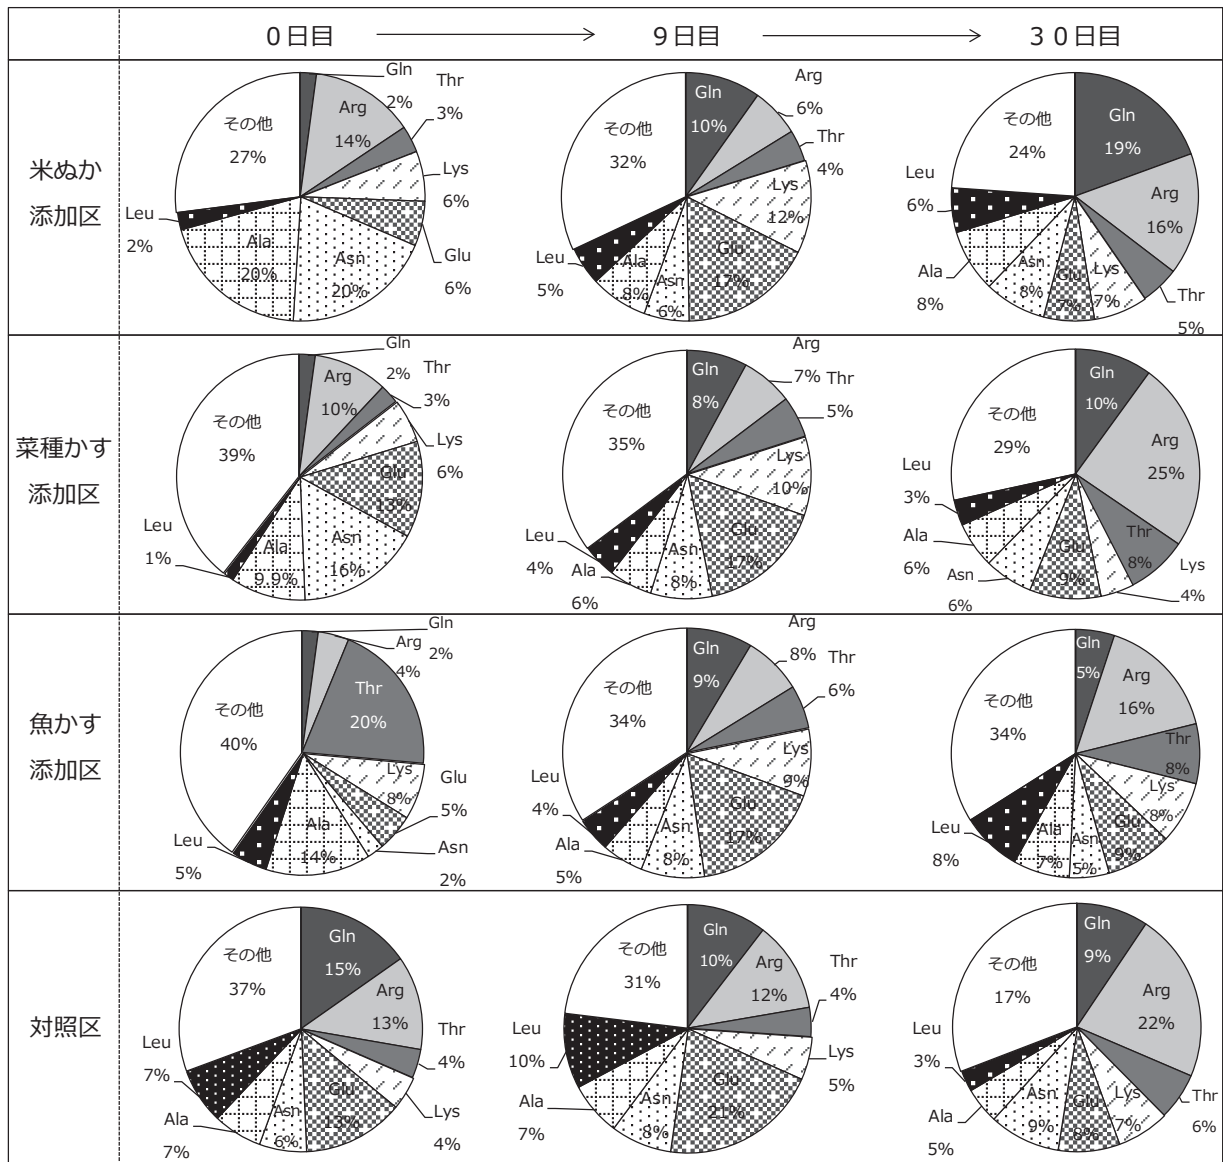 0日目
9日目
30日目
米ぬか
添加区
Gln
2%
Arg
14%
Thr
3%
Lys
6%
Glu
6%
Asn
20%
Ala
20%
Leu
2%
その他
27%
Gln
10%
Arg
6%
Thr
4%
Lys
12%
Glu
17%
Asn
6%
Ala
8%
Leu
5%
その他
32%
Gln
19%
Arg
16%
Thr
5%
Lys
7%
Glu
7%
Asn
8%
Ala
8%
Leu
6%
その他
24%
菜種かす
添加区
Gln
2%
Arg
10%
Thr
3%
Lys
6%
Glu
13%
Asn
16%
Ala
9.9%
Leu
1%
その他
39%
Gln
8%
Arg
7%
Thr
5%
Lys
10%
Glu
17%
Asn
8%
Ala
6%
Leu
4%
その他
35%
Gln
10%
Arg
25%
Thr
8%
Lys
4%
Glu
9%
Asn
6%
Ala
6%
Leu
3%
その他
29%
魚かす
添加区
Gln
2%
Arg
4%
Thr
20%
Lys
8%
Glu
5%
Asn
2%
Ala
14%
Leu
5%
その他
40%
Gln
9%
Arg
8%
Thr
6%
Lys
9%
Glu
17%
Asn
8%
Ala
5%
Leu
4%
その他
34%
Gln
5%
Arg
16%
Thr
8%
Lys
8%
Glu
9%
Asn
5%
Ala
7%
Leu
8%
その他
34%
対照区
Gln
15%
Arg
13%
Thr
4%
Lys
4%
Glu
13%
Asn
6%
Ala
7%
Leu
7%
その他
37%
Gln
10%
Arg
12%
Thr
4%
Lys
5%
Glu
21%
Asn
8%
Ala
7%
Leu
10%
その他
31%
Gln
9%
Arg
22%
Thr
6%
Lys
7%
Glu
8%
Asn
9%
Ala
5%
Leu
3%
その他
17%